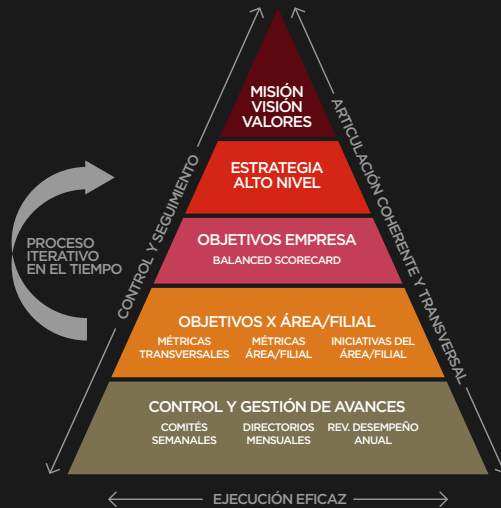 MISIÓN
VISIÓN
VALORES
ESTRATEGIA
ALTO NIVEL
OBJETIVOS EMPRESA
BALANCED SCORECARD
OBJETIVOS X ÁREA/FILIAL
MÉTRICAS
TRANSVERSALES
MÉTRICAS
ÁREA/FILIAL
INICIATIVAS DEL
ÁREA/FILIAL
CONTROL Y GESTIÓN DE AVANCES
COMITÉS
SEMANALES
DIRECTORIOS
MENSUALES
REV. DESEMPEÑO
ANUAL
PROCESO
ITERATIVO
EN EL TIEMPO
CONTROL Y SEGUIMIENTO
ARTICULACIÓN COHERENTE Y TRANSVERSAL
EJECUCIÓN EFICAZ